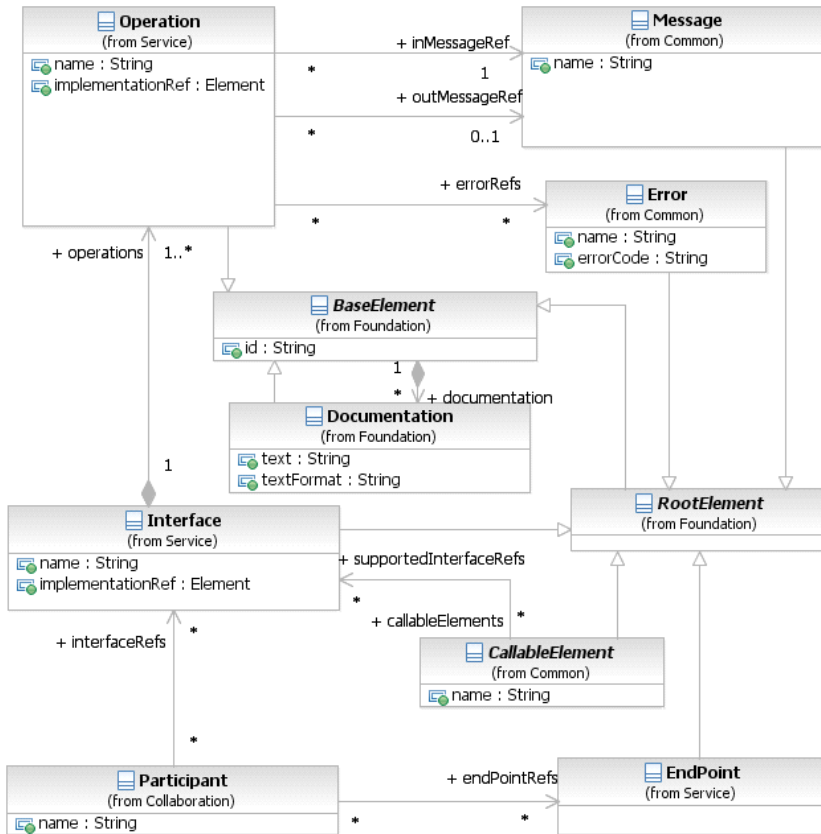 Operation
(from Service)
name : String
implementationRef : Element
+ inMessageRef
*
1
+ outMessageRef
*
0..1
Message
(from Common)
name : String
+ errorRefs
*
*
Error
(from Common)
name : String
errorCode : String
+ operations
1..*
BaseElement
(from Foundation)
id : String
1
*
+ documentation
Documentation
(from Foundation)
text : String
textFormat : String
1
Interface
(from Service)
name : String
implementationRef : Element
RootElement
(from Foundation)
+ supportedInterfaceRefs
*
*
+ callableElements
+ interfaceRefs
*
CallableElement
(from Common)
name : String
*
Participant
(from Collaboration)
name : String
+ endPointRefs
*
*
EndPoint
(from Service)